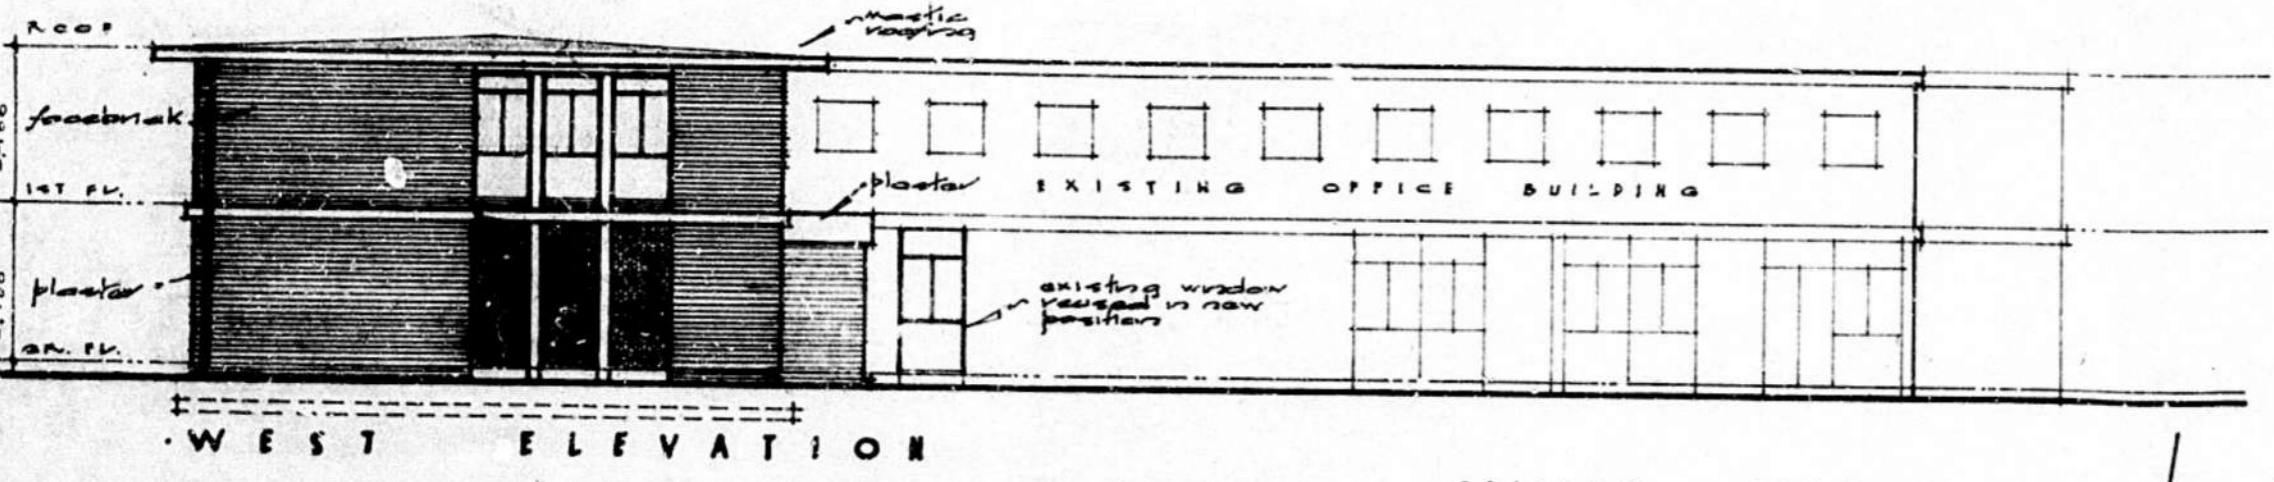 ROOF
mastic
roofing
facebrick
1ST FL.
plaster
EXISTING OFFICE BUILDING
plaster
existing window
reused in new
position
GR. FL.
WEST ELEVATION